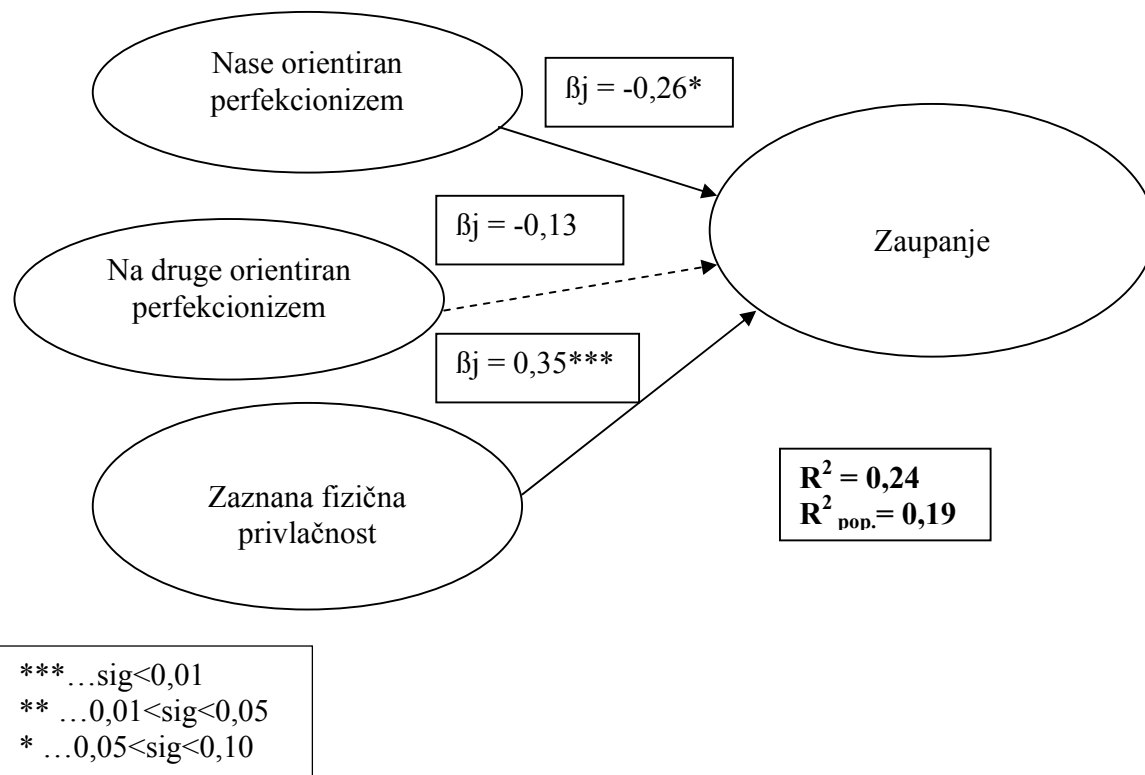 Nase orientiran
perfekcionizem
ßj = -0,26*
Na druge orientiran
perfekcionizem
ßj = -0,13
Zaupanje
ßj = 0,35***
Zaznana fizična
privlačnost
R² = 0,24
R² pop.= 0,19
***…sig<0,01
** …0,01<sig<0,05
* …0,05<sig<0,10